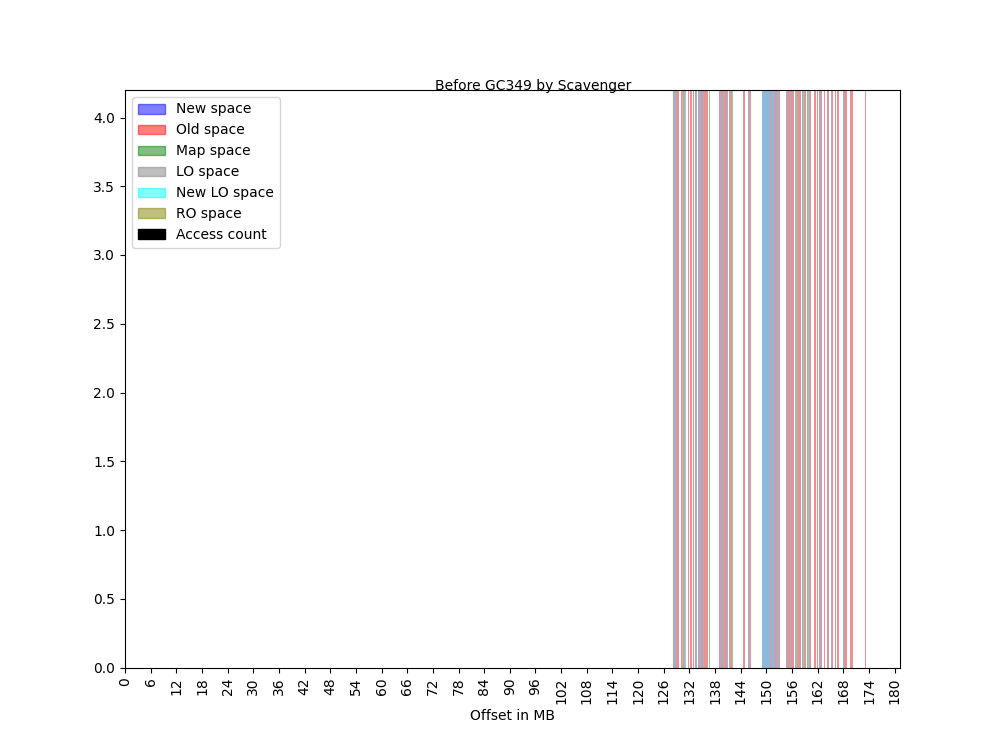 Before GC349 by Scavenger
New space
Old space
Map space
LO space
New LO space
RO space
Access count
4.0
3.5
3.0
2.5
2.0
1.5
1.0
0.5
0.0
0 6 12 18 24 30 36 42 48 54 60 66 72 78 84 90 96 102 108 114 120 126 132 138 144 150 156 162 168 174 180
Offset in MB